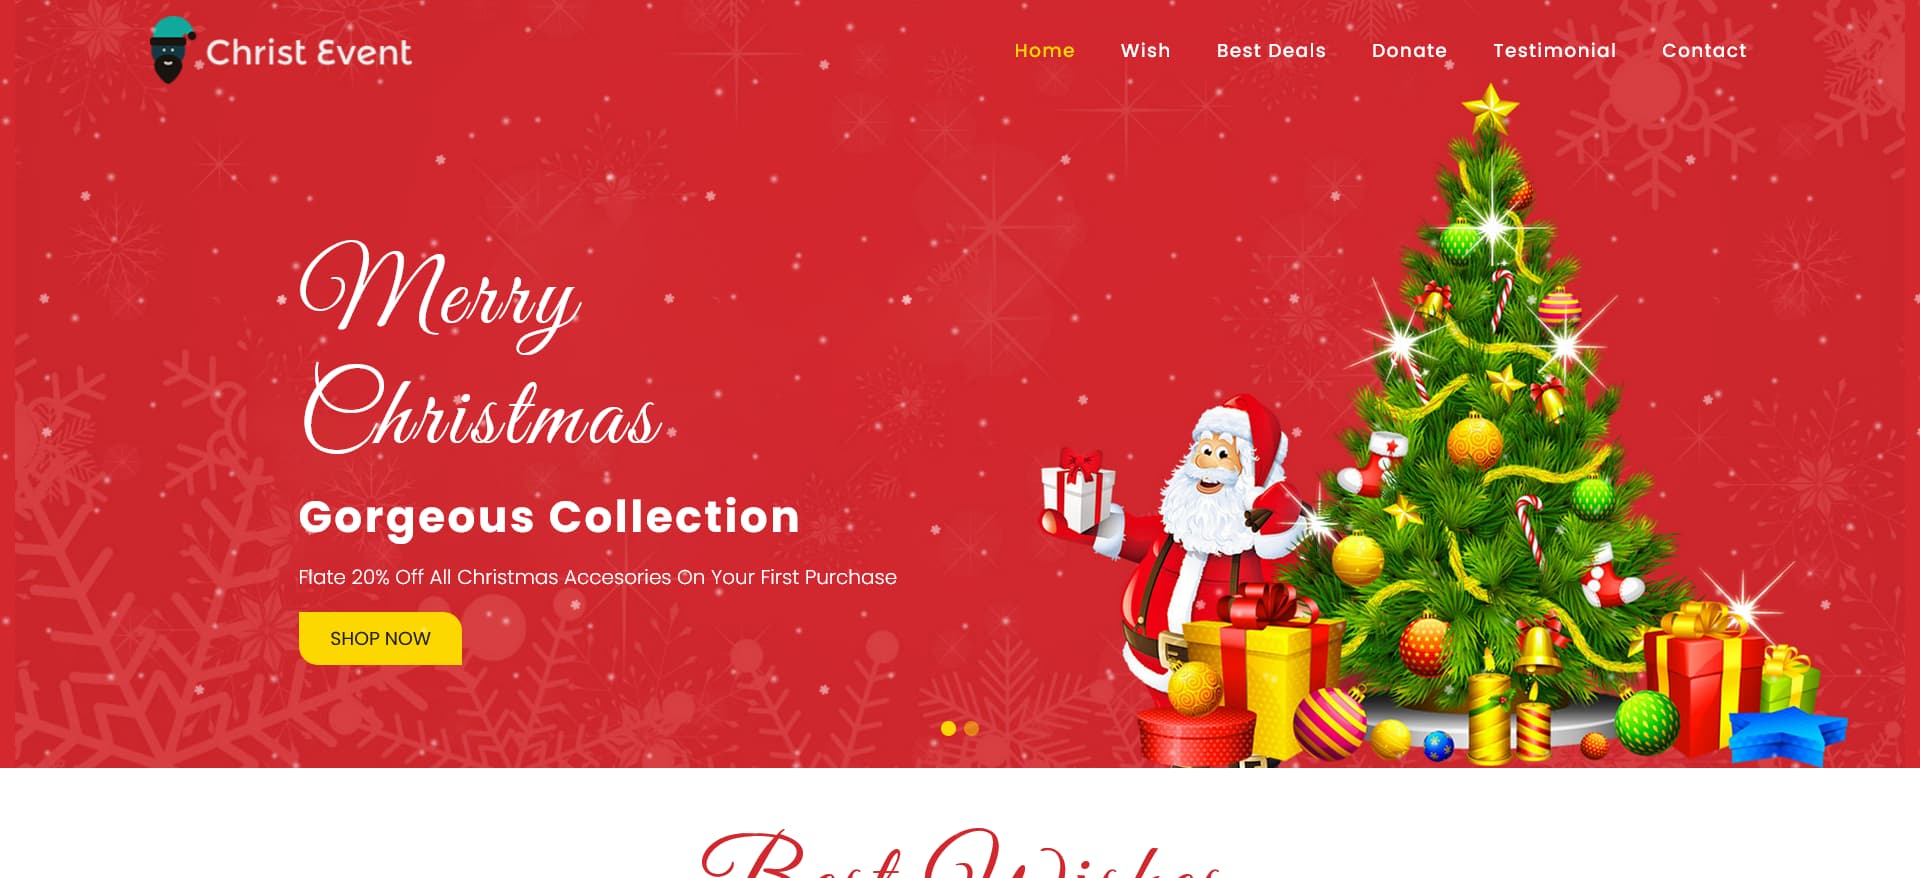 Christ Event
Home Wish Best Deals Donate Testimonial Contact
Merry
Christmas
Gorgeous Collection
Flate 20% Off All Christmas Accesories On Your First Purchase
SHOP NOW
Best Wishes